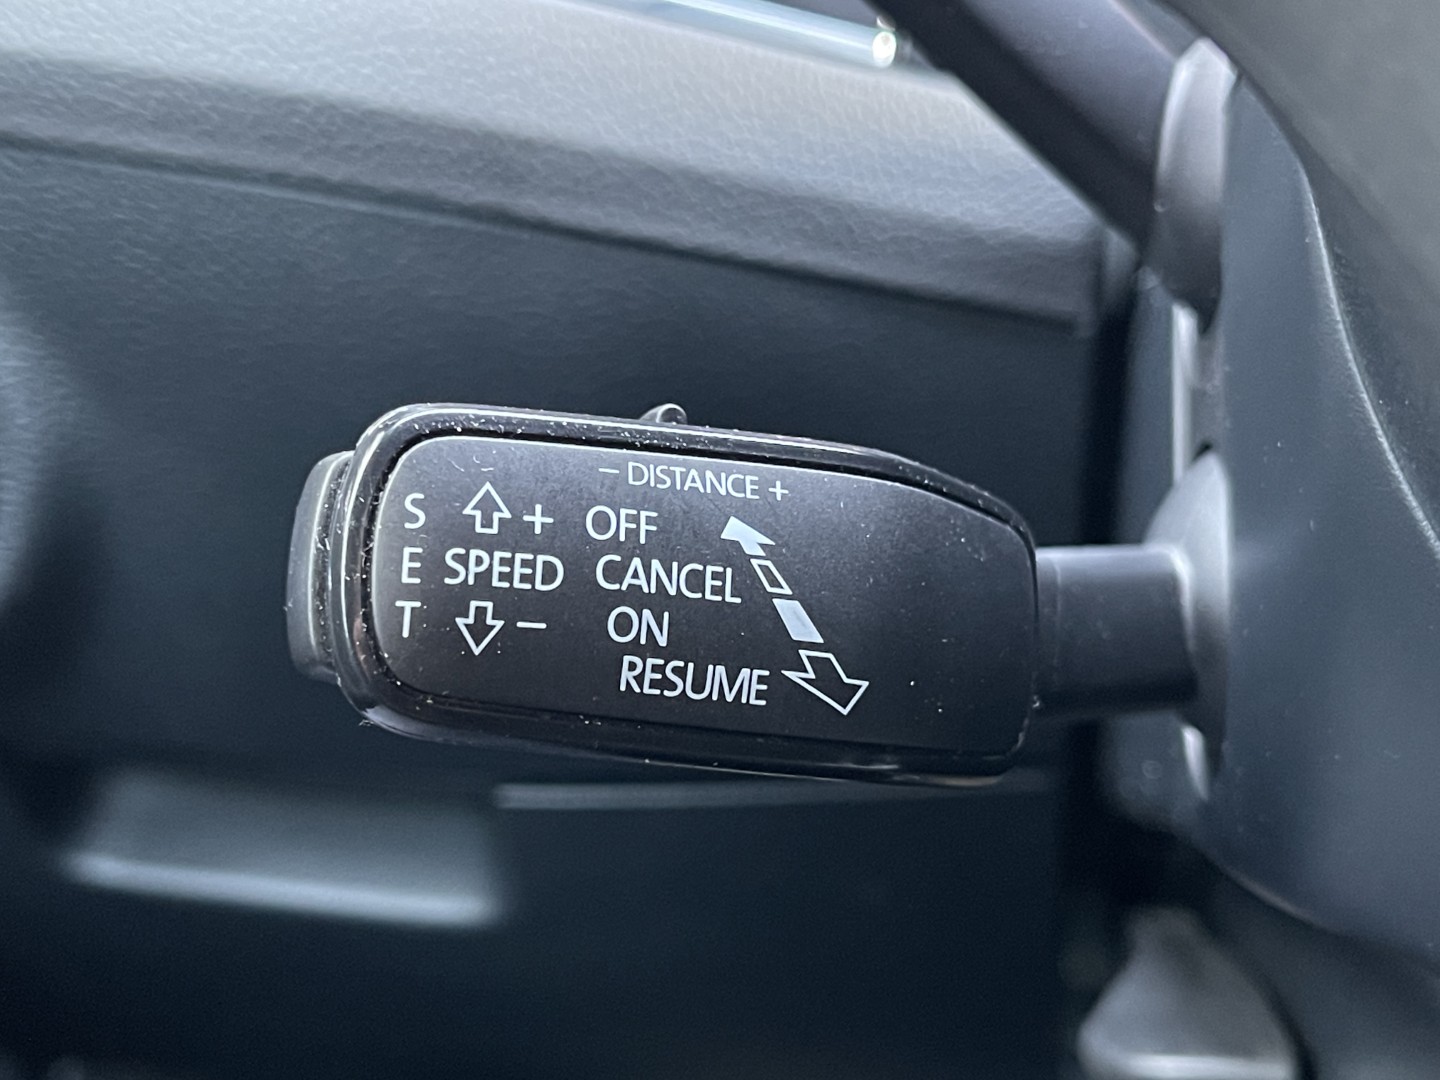 – DISTANCE +
S + OFF
E SPEED CANCEL
T – ON
RESUME